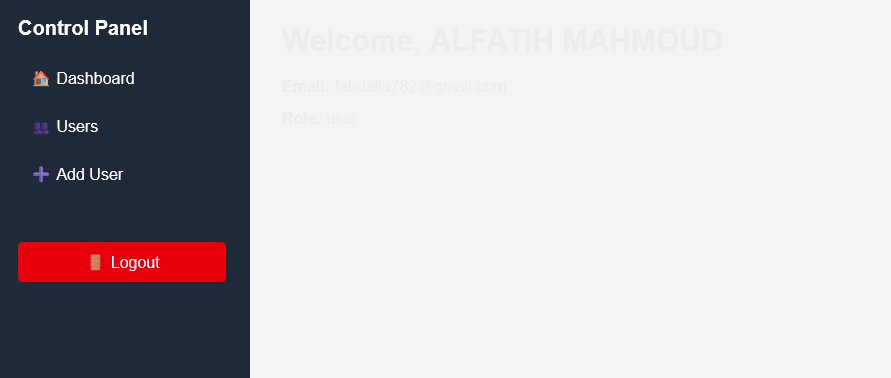 Control Panel
Dashboard
Users
Add User
Logout
Welcome, ALFATIH MAHMOUD
Email: fabdalla782@gmail.com
Role: user